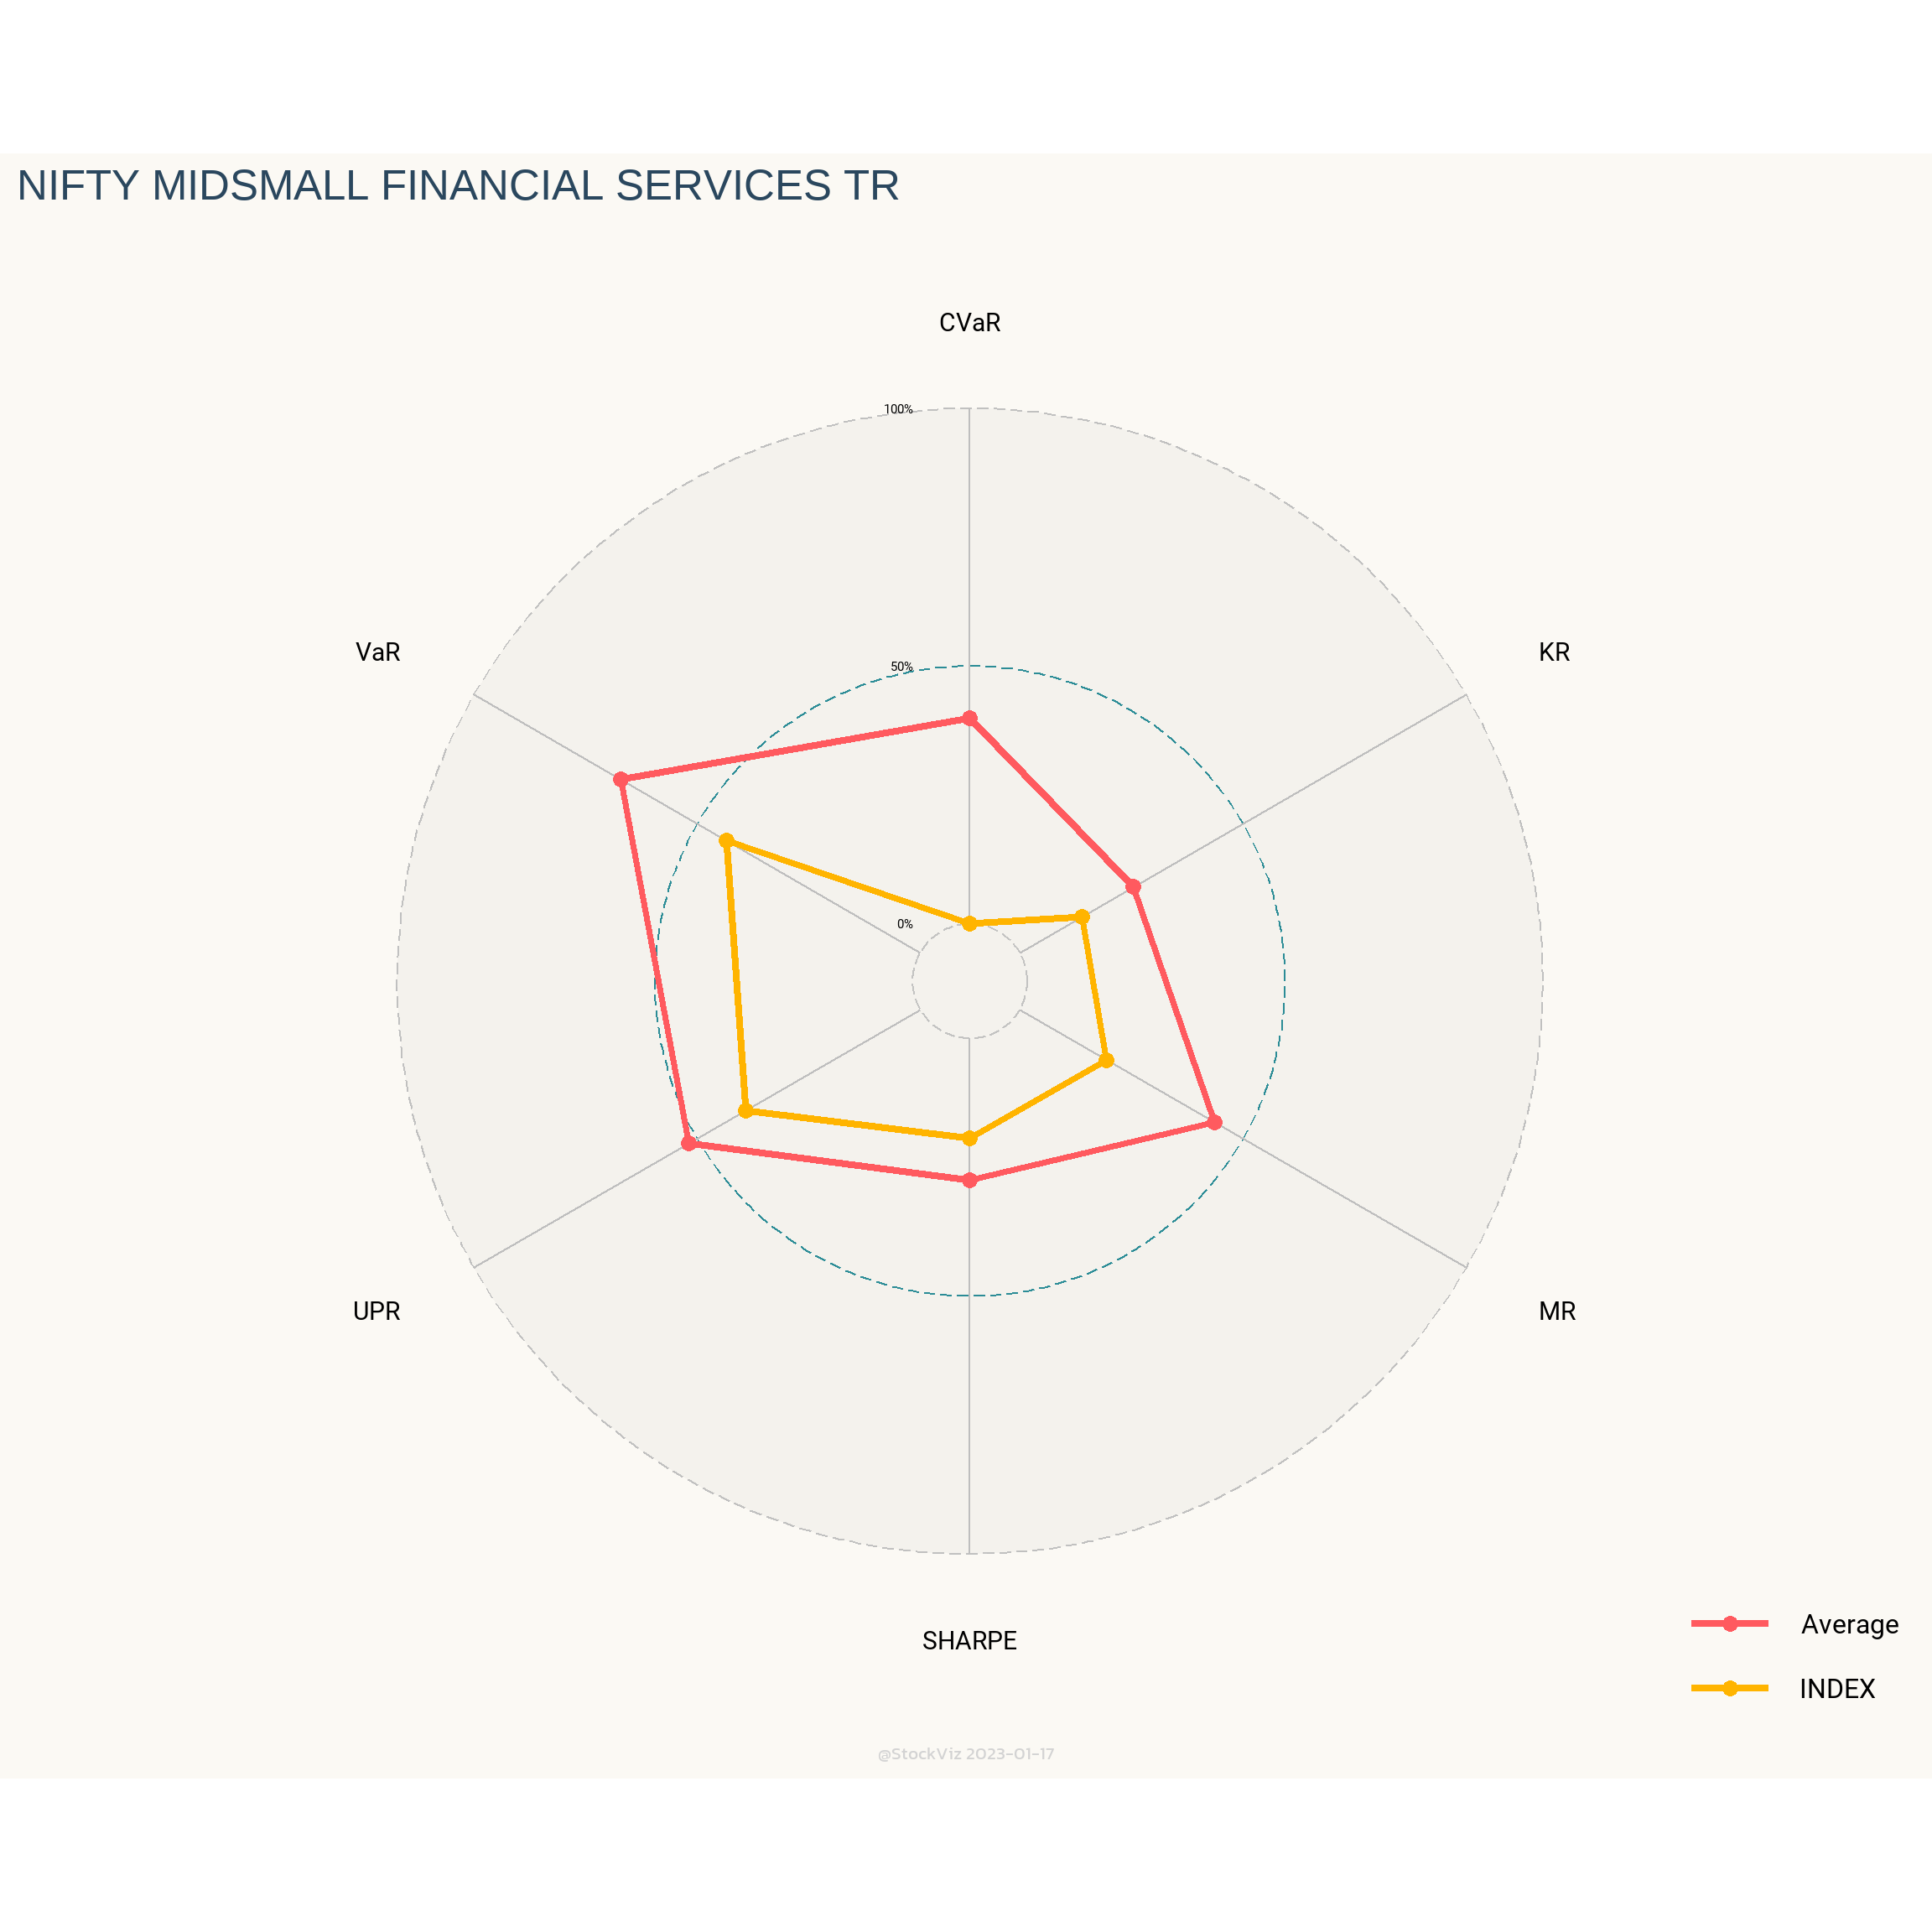 NIFTY MIDSMALL FINANCIAL SERVICES TR
CVaR
100%
VaR
KR
50%
0%
UPR
MR
SHARPE
Average
INDEX
@StockViz 2023-01-17